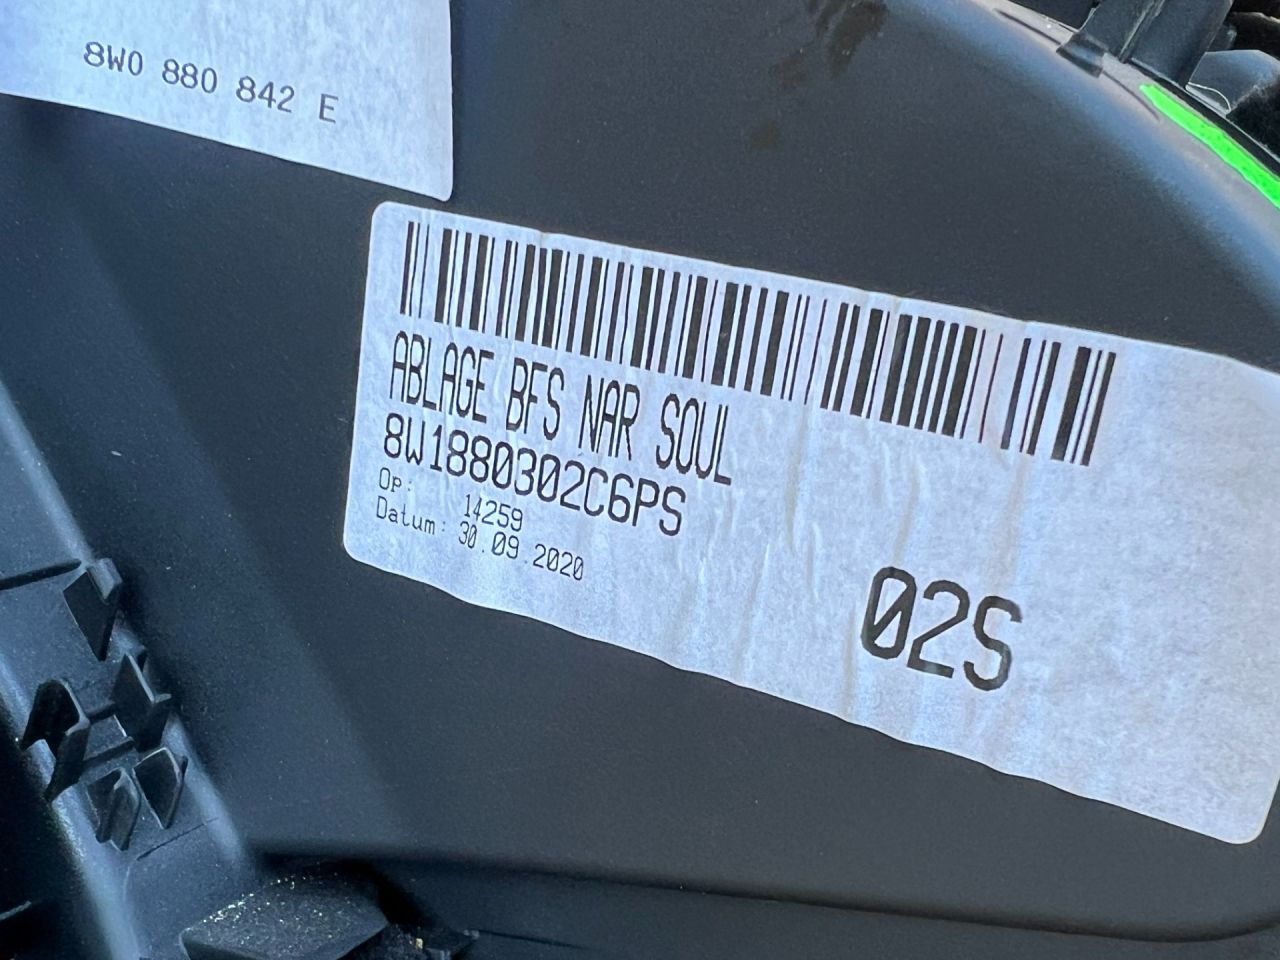 8W0 880 842 E
ABLAGE BFS NAR SOUL
8W1880302C6PS
Op: 14259
Datum: 30.09.2020
02S